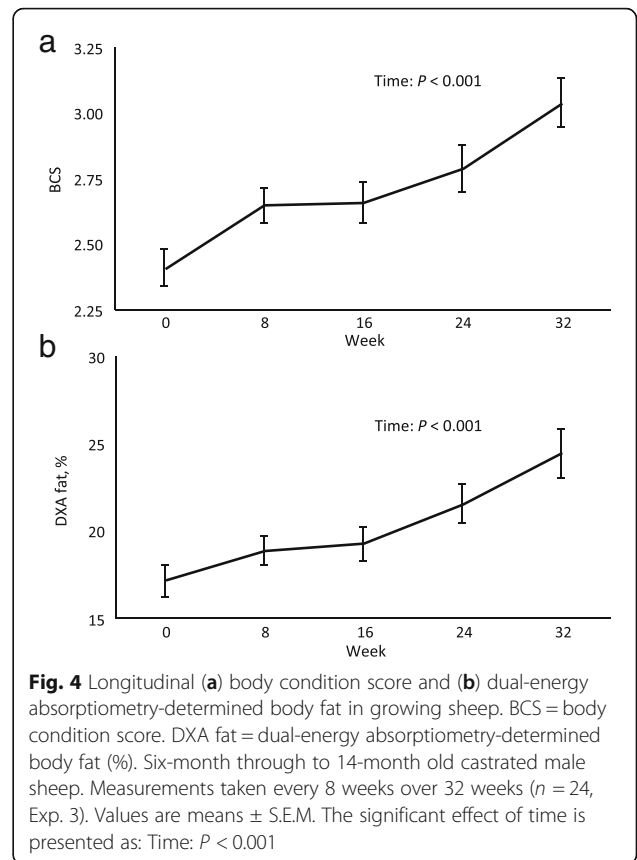 a
3.25
Time: P < 0.001
3.00
BCS
2.75
2.50
2.25
0 8 16 24 32
Week
b
30
Time: P < 0.001
25
DXA fat, %
20
15
0 8 16 24 32
Week
Fig. 4 Longitudinal (a) body condition score and (b) dual-energy
absorptiometry-determined body fat in growing sheep. BCS = body
condition score. DXA fat = dual-energy absorptiometry-determined
body fat (%). Six-month through to 14-month old castrated male
sheep. Measurements taken every 8 weeks over 32 weeks (n = 24,
Exp. 3). Values are means ± S.E.M. The significant effect of time is
presented as: Time: P < 0.001